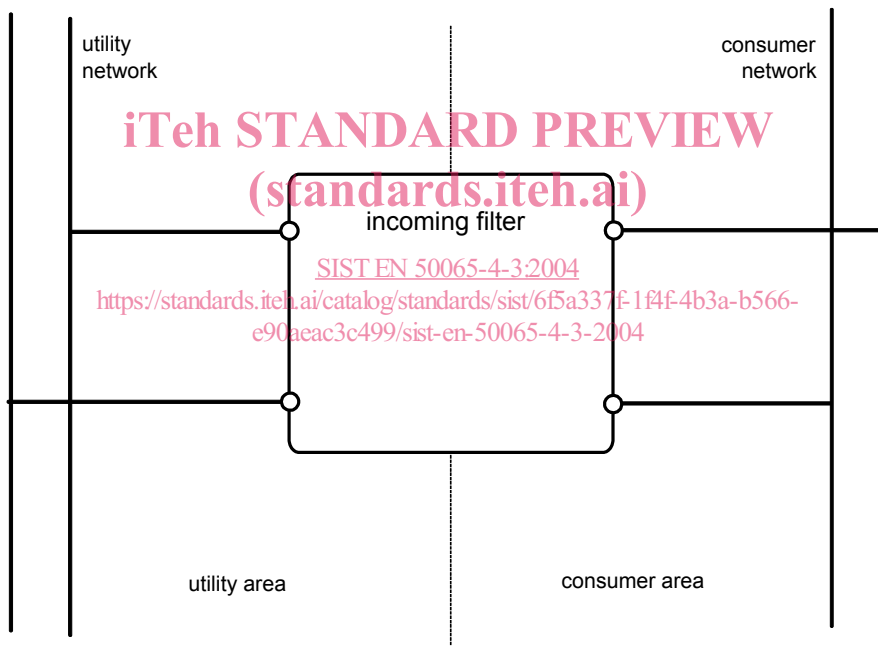 utility
network
consumer
network
iTeh STANDARD PREVIEW
(standards.iteh.ai)
incoming filter
SIST EN 50065-4-3:2004
https://standards.iteh.ai/catalog/standards/sist/6f5a337f-1f4f-4b3a-b566-
e90aeac3c499/sist-en-50065-4-3-2004
utility area
consumer area